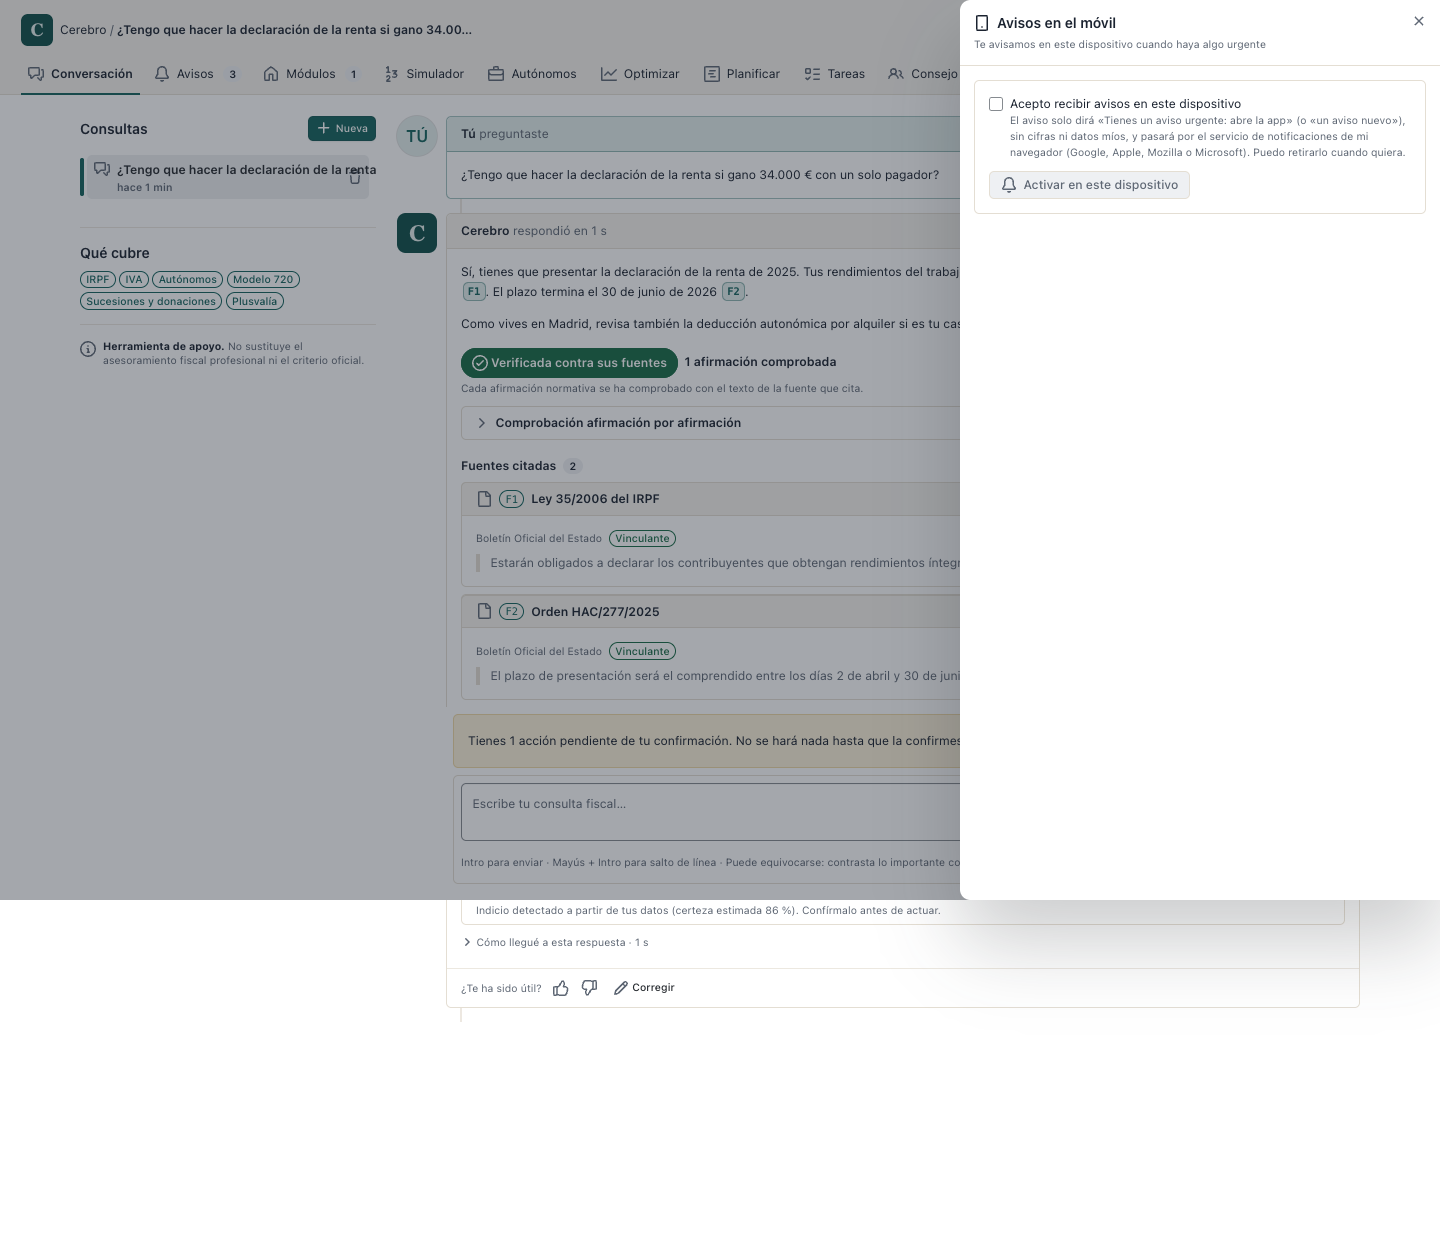 C
Cerebro / ¿Tengo que hacer la declaración de la renta si gano 34.00...
Conversación
Avisos 3
Módulos 1
Simulador
Autónomos
Optimizar
Planificar
Tareas
Consejo
Consultas
Nueva
¿Tengo que hacer la declaración de la renta
hace 1 min
Qué cubre
IRPF
IVA
Autónomos
Modelo 720
Sucesiones y donaciones
Plusvalía
Herramienta de apoyo. No sustituye el
asesoramiento fiscal profesional ni el criterio oficial.
TÚ
Tú preguntaste
¿Tengo que hacer la declaración de la renta si gano 34.000 € con un solo pagador?
C
Cerebro respondió en 1 s
Sí, tienes que presentar la declaración de la renta de 2025. Tus rendimientos del trabaj
F1. El plazo termina el 30 de junio de 2026 F2.
Como vives en Madrid, revisa también la deducción autonómica por alquiler si es tu cas
Verificada contra sus fuentes 1 afirmación comprobada
Cada afirmación normativa se ha comprobado con el texto de la fuente que cita.
Comprobación afirmación por afirmación
Fuentes citadas 2
F1 Ley 35/2006 del IRPF
Boletín Oficial del Estado Vinculante
Estarán obligados a declarar los contribuyentes que obtengan rendimientos íntegr
F2 Orden HAC/277/2025
Boletín Oficial del Estado Vinculante
El plazo de presentación será el comprendido entre los días 2 de abril y 30 de juni
Tienes 1 acción pendiente de tu confirmación. No se hará nada hasta que la confirmes
Escribe tu consulta fiscal...
Intro para enviar · Mayús + Intro para salto de línea · Puede equivocarse: contrasta lo importante co
Indicio detectado a partir de tus datos (certeza estimada 86 %). Confírmalo antes de actuar.
Cómo llegué a esta respuesta · 1 s
¿Te ha sido útil?
Corregir
Avisos en el móvil
Te avisamos en este dispositivo cuando haya algo urgente
Acepto recibir avisos en este dispositivo
El aviso solo dirá «Tienes un aviso urgente: abre la app» (o «un aviso nuevo»),
sin cifras ni datos míos, y pasará por el servicio de notificaciones de mi
navegador (Google, Apple, Mozilla o Microsoft). Puedo retirarlo cuando quiera.
Activar en este dispositivo